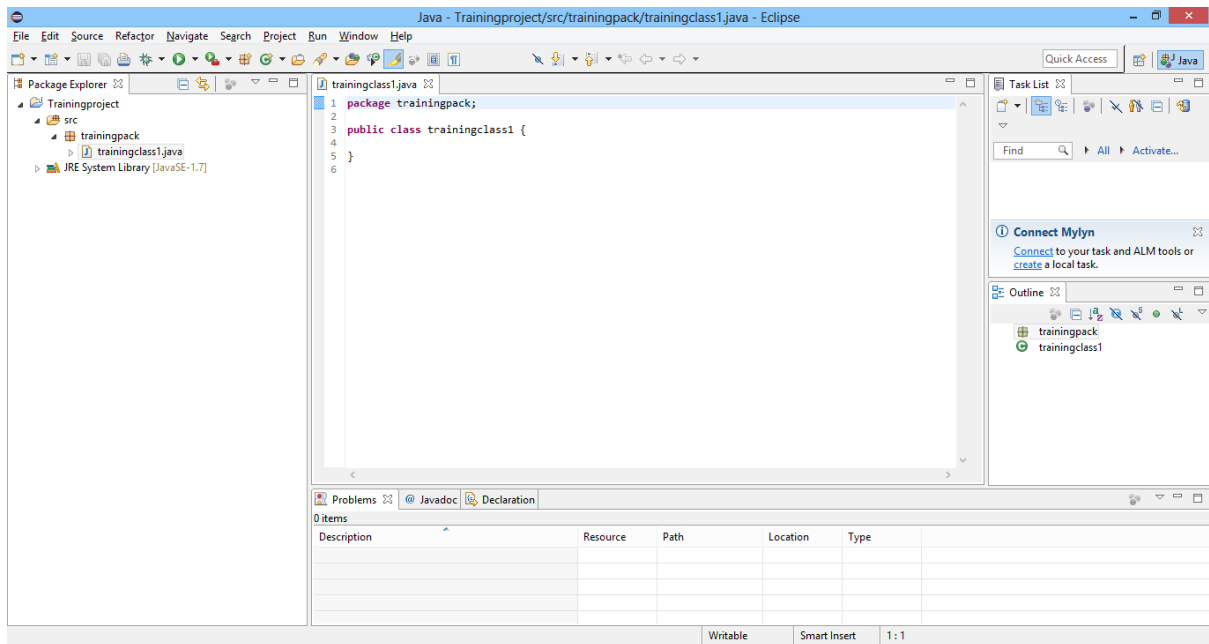 Java - Trainingproject/src/trainingpack/trainingclass1.java - Eclipse
File Edit Source Refactor Navigate Search Project Run Window Help
Quick Access
Java
Package Explorer
Trainingproject
src
trainingpack
trainingclass1.java
JRE System Library [JavaSE-1.7]
trainingclass1.java
1 package trainingpack;
2
3 public class trainingclass1 {
4
5 }
6
Task List
Find All Activate...
Connect Mylyn
Connect to your task and ALM tools or
create a local task.
Outline
trainingpack
trainingclass1
Problems @ Javadoc Declaration
0 items
Description Resource Path Location Type
Writable Smart Insert 1 : 1